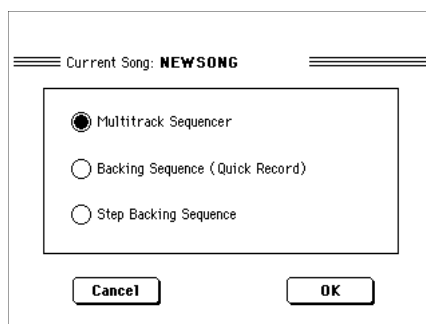 Current Song: NEWSONG
Multitrack Sequencer
Backing Sequence (Quick Record)
Step Backing Sequence
Cancel OK